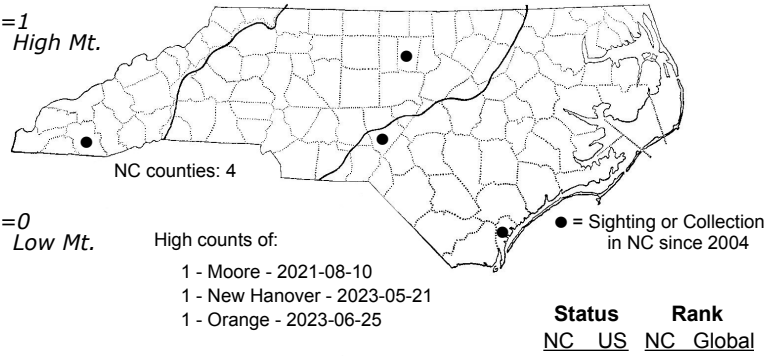 =1
High Mt.
NC counties: 4
=0
Low Mt.
High counts of:
1 - Moore - 2021-08-10
1 - New Hanover - 2023-05-21
1 - Orange - 2023-06-25
● = Sighting or Collection
in NC since 2004
Status Rank
NC US NC Global